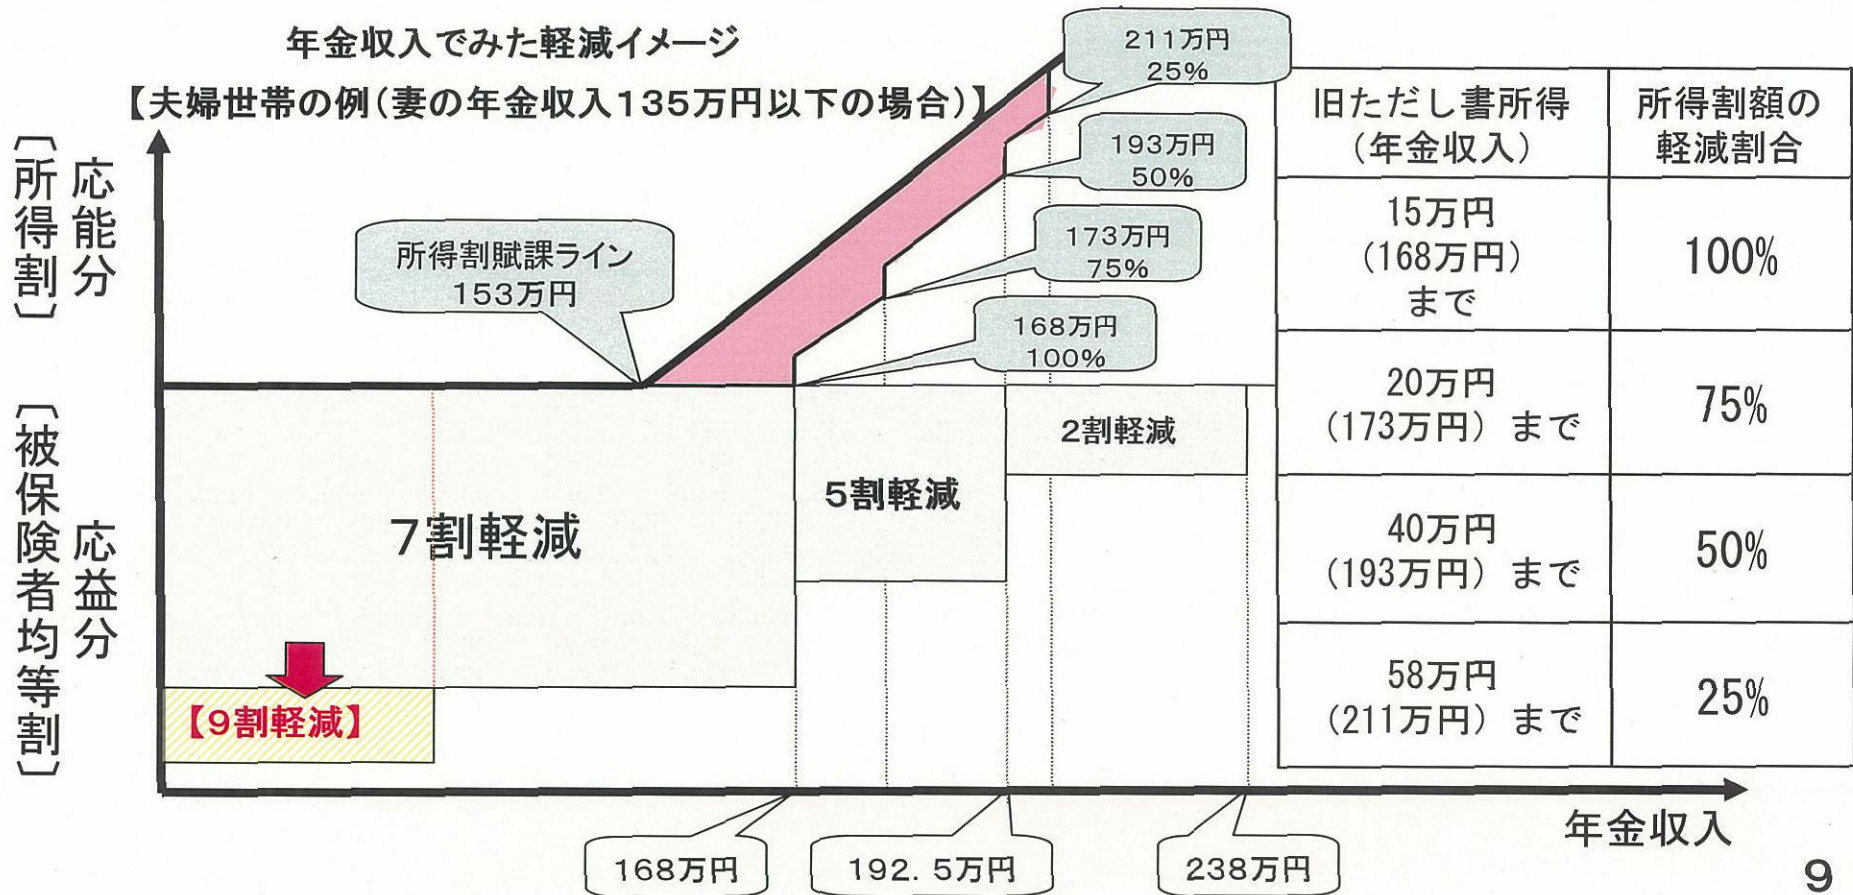 年金収入でみた軽減イメージ
【夫婦世帯の例(妻の年金収入135万円以下の場合)】
応能分
〔所得割〕
応益分
〔被保険者均等割〕
所得割賦課ライン
153万円
211万円
25%
193万円
50%
173万円
75%
168万円
100%
7割軽減
5割軽減
2割軽減
【9割軽減】
168万円
192.5万円
238万円
年金収入
旧ただし書所得
(年金収入)
所得割額の
軽減割合
15万円
(168万円)
まで
100%
20万円
(173万円) まで
75%
40万円
(193万円) まで
50%
58万円
(211万円) まで
25%
9